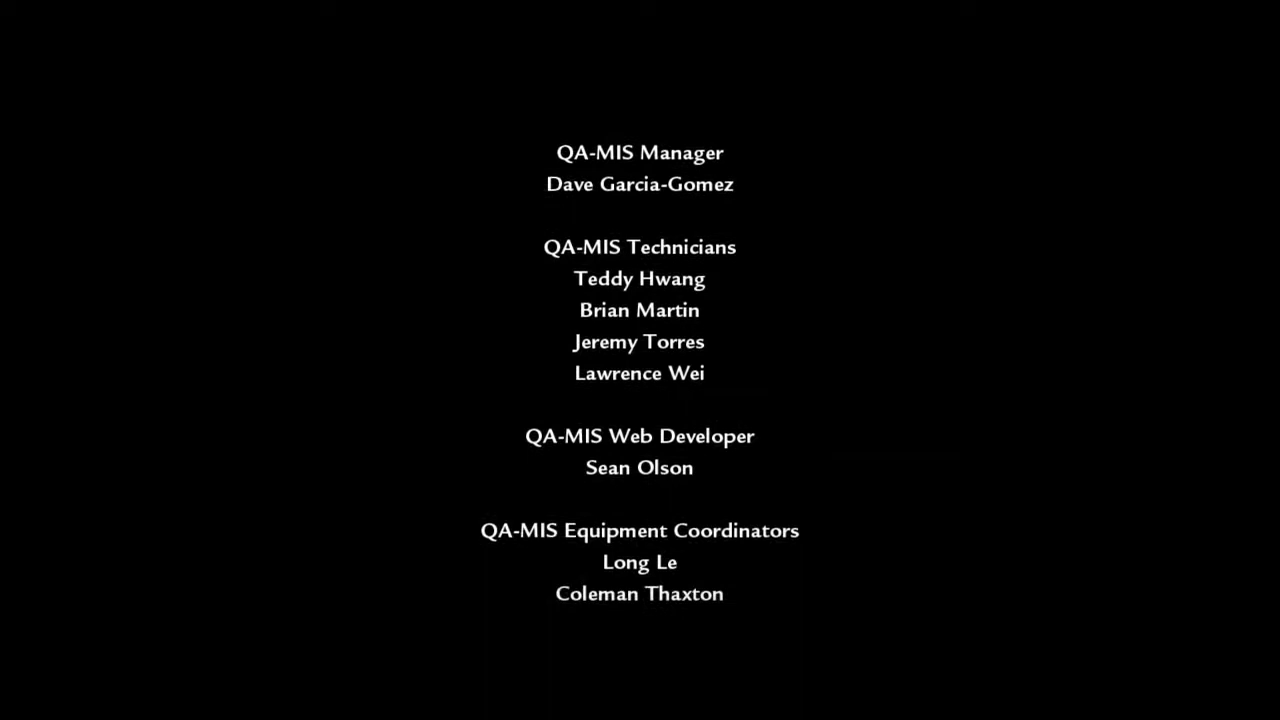 QA-MIS Manager
Dave Garcia-Gomez
QA-MIS Technicians
Teddy Hwang
Brian Martin
Jeremy Torres
Lawrence Wei
QA-MIS Web Developer
Sean Olson
QA-MIS Equipment Coordinators
Long Le
Coleman Thaxton